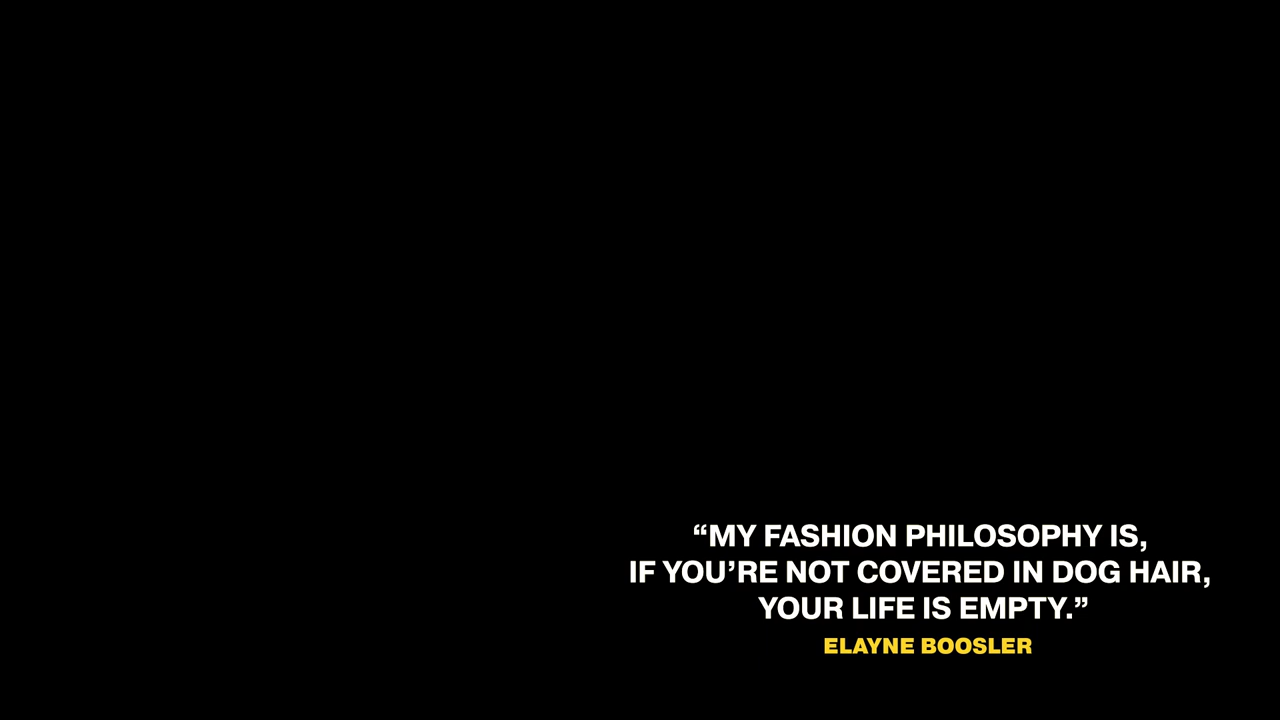 “MY FASHION PHILOSOPHY IS,
IF YOU’RE NOT COVERED IN DOG HAIR,
YOUR LIFE IS EMPTY.”
ELAYNE BOOSLER